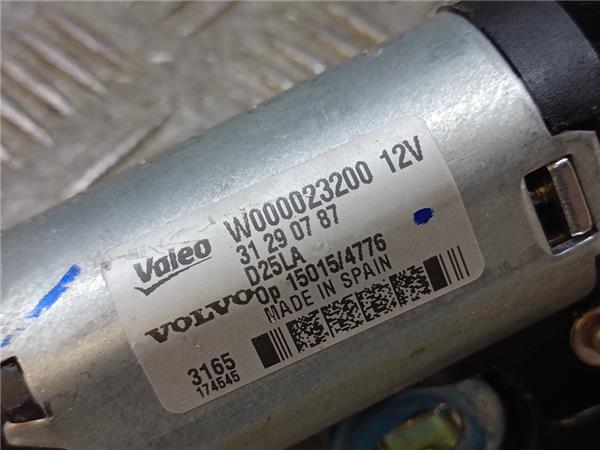 Valeo W000023200 12V
31 29 07 87
D25LA
VOLVO Op 15015/4776
MADE IN SPAIN
3165
174545